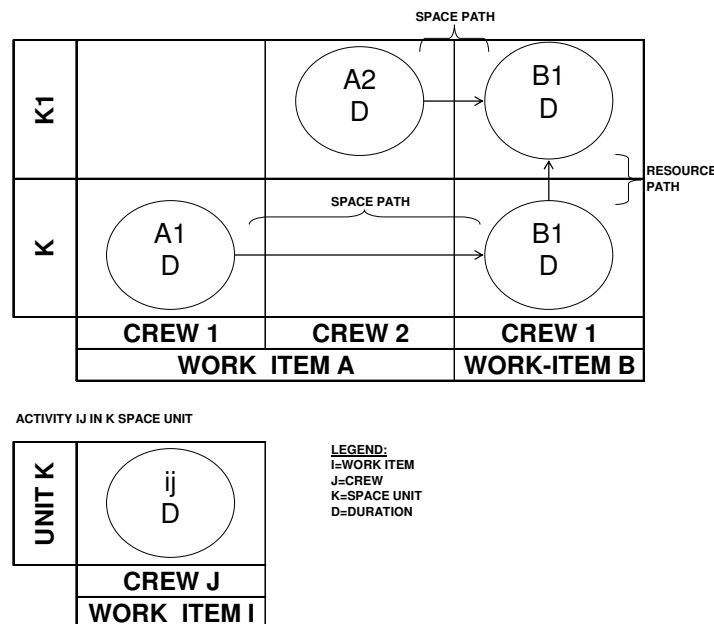 SPACE PATH
K1
A2
D
B1
D
RESOURCE
PATH
SPACE PATH
K
A1
D
B1
D
CREW 1
CREW 2
CREW 1
WORK ITEM A
WORK-ITEM B
ACTIVITY IJ IN K SPACE UNIT
UNIT K
ij
D
CREW J
WORK ITEM I
LEGEND:
I=WORK ITEM
J=CREW
K=SPACE UNIT
D=DURATION